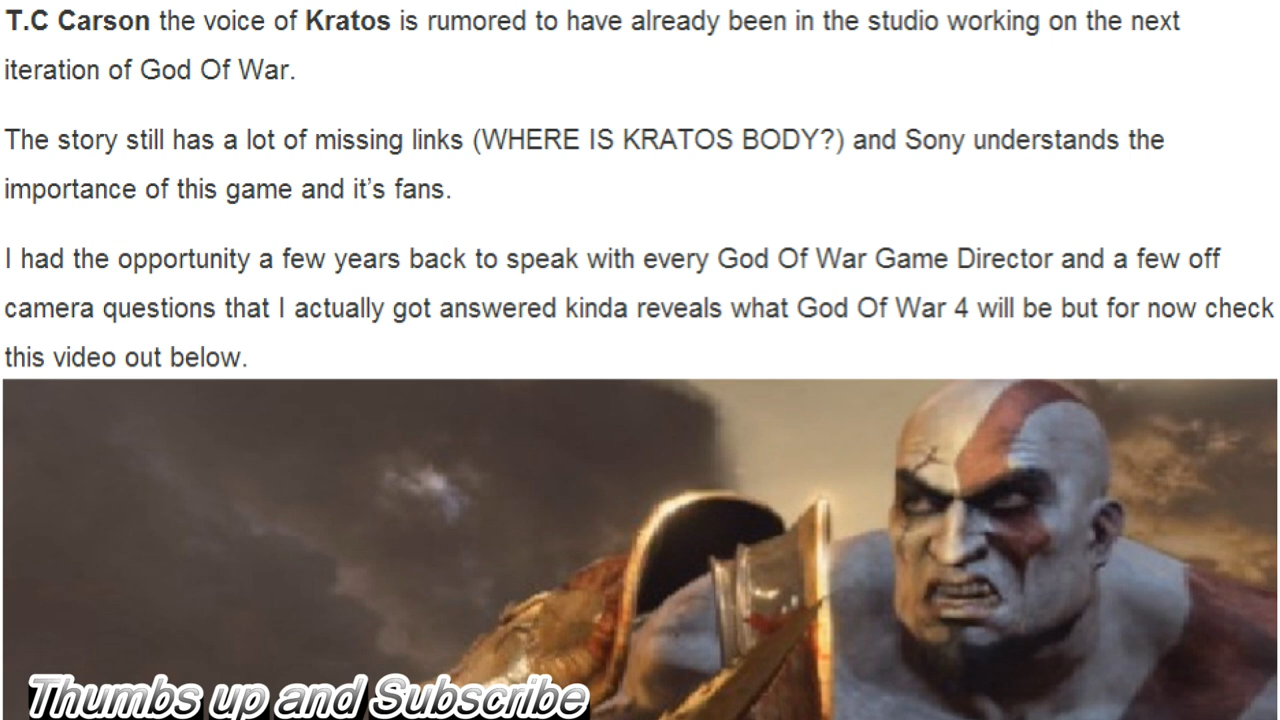 T.C Carson the voice of Kratos is rumored to have already been in the studio working on the next
iteration of God Of War.
The story still has a lot of missing links (WHERE IS KRATOS BODY?) and Sony understands the
importance of this game and it’s fans.
I had the opportunity a few years back to speak with every God Of War Game Director and a few off
camera questions that I actually got answered kinda reveals what God Of War 4 will be but for now check
this video out below.
Thumbs up and Subscribe